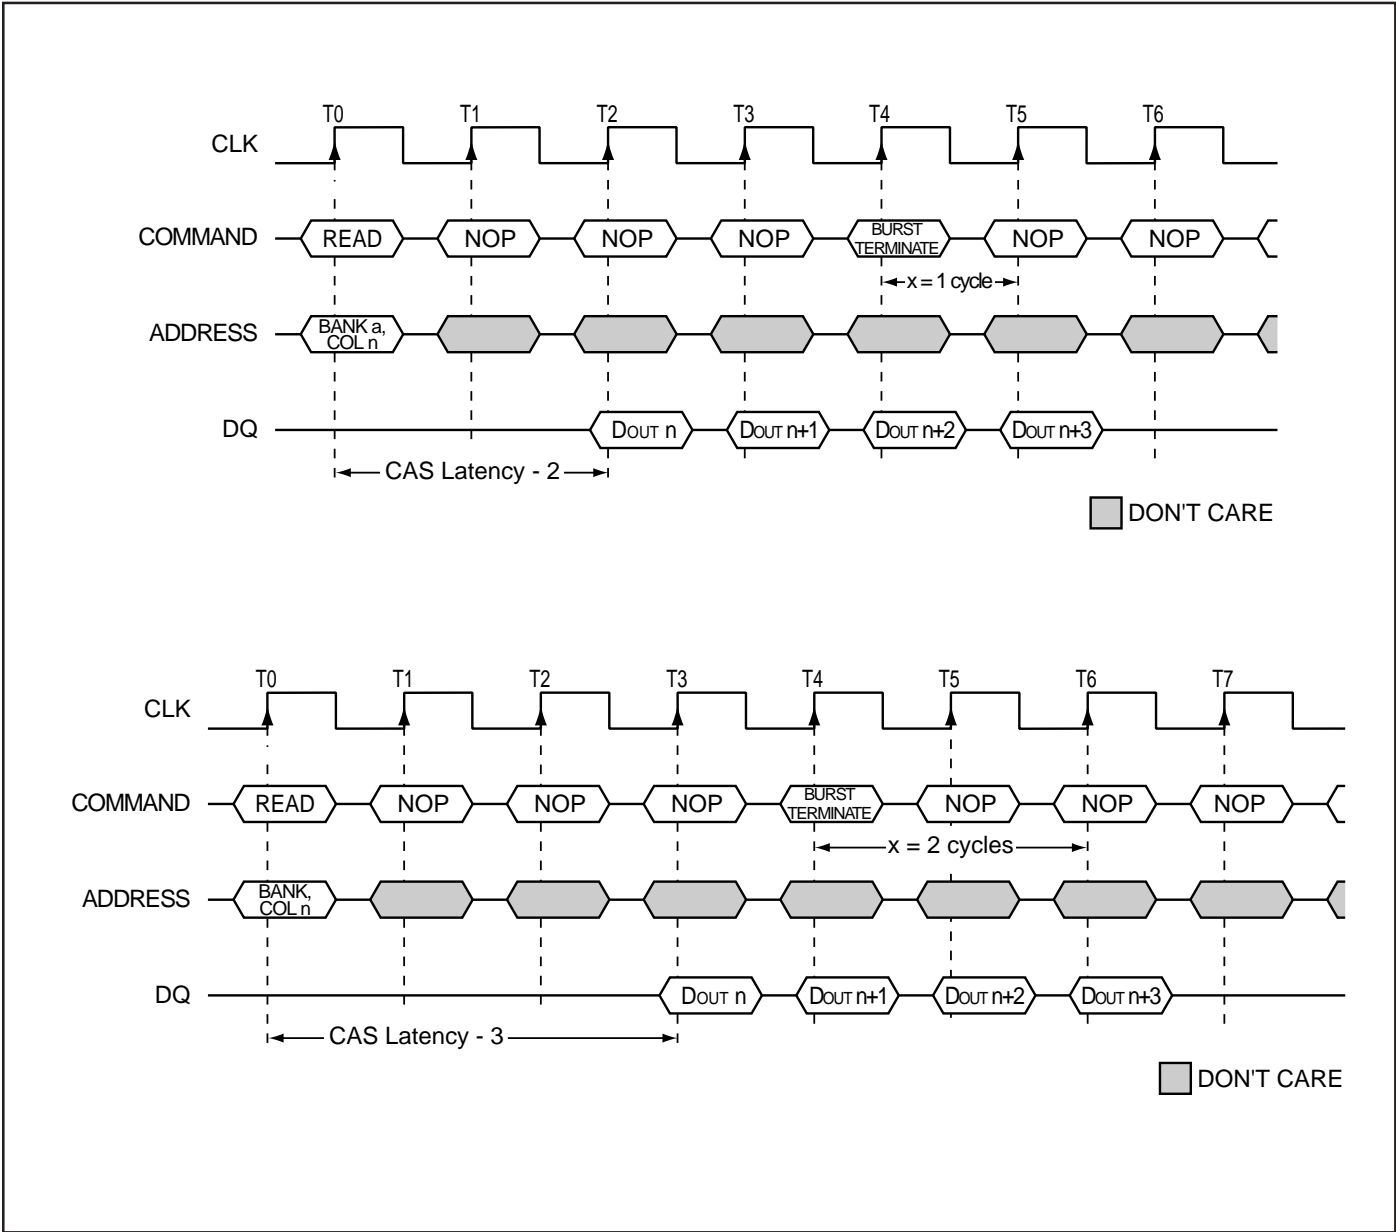 T0 T1 T2 T3 T4 T5 T6
CLK
COMMAND READ NOP NOP NOP BURST TERMINATE NOP NOP
x = 1 cycle
ADDRESS BANK a, COL n
DQ DOUT n DOUT n+1 DOUT n+2 DOUT n+3
CAS Latency - 2
DON'T CARE
T0 T1 T2 T3 T4 T5 T6 T7
CLK
COMMAND READ NOP NOP NOP BURST TERMINATE NOP NOP NOP
x = 2 cycles
ADDRESS BANK, COL n
DQ DOUT n DOUT n+1 DOUT n+2 DOUT n+3
CAS Latency - 3
DON'T CARE